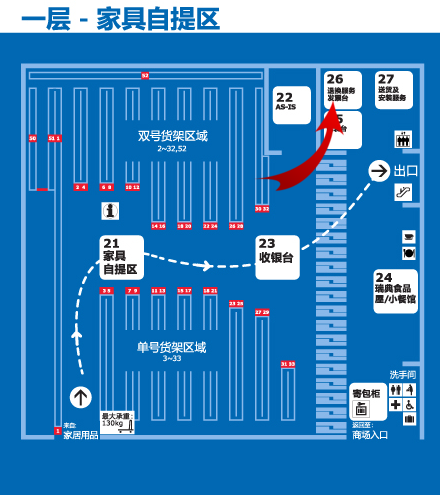 一层 - 家具自提区
52
26
退换服务
发票台
27
送货及
安装服务
22
AS-IS
50
51 1
双号货架区域
2~32,52
3 4
6 8
10 12
出口
30 32
14 16
18 20
22 24
26 28
21
家具
自提区
23
收银台
24
瑞典食品
屋/小餐馆
3 5
7 9
11 13
15 17
18 21
23 25
27 29
单号货架区域
3~33
31 33
洗手间
寄包柜
最大承重:
130kg
1
来自:
家居用品
返回至:
商场入口